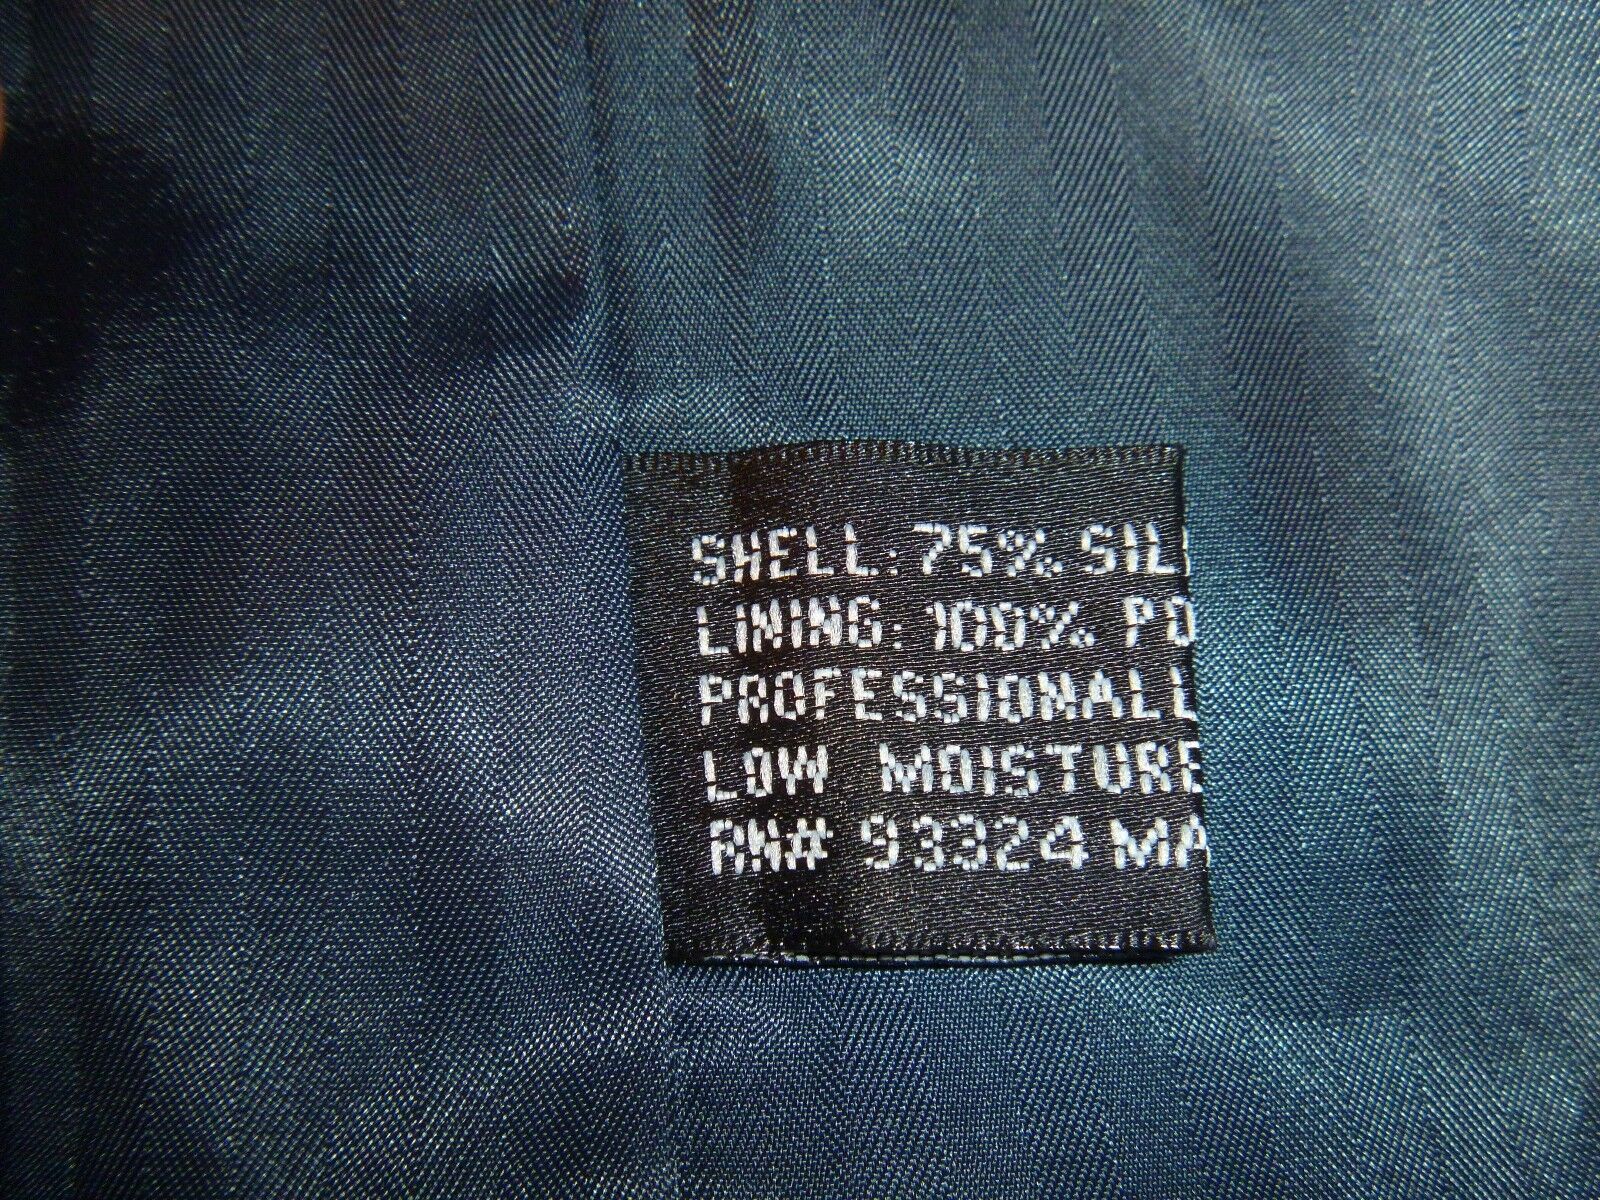 SHELL: 75% SIL
LINING: 100% PO
PROFESSIONALL
LOW MOISTURE
RN# 93324 MA